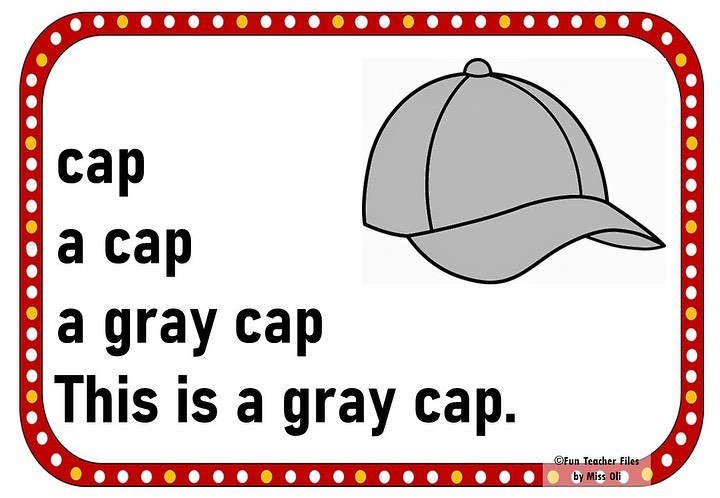 cap
a cap
a gray cap
This is a gray cap.
©Fun Teacher Files
by Miss Oli